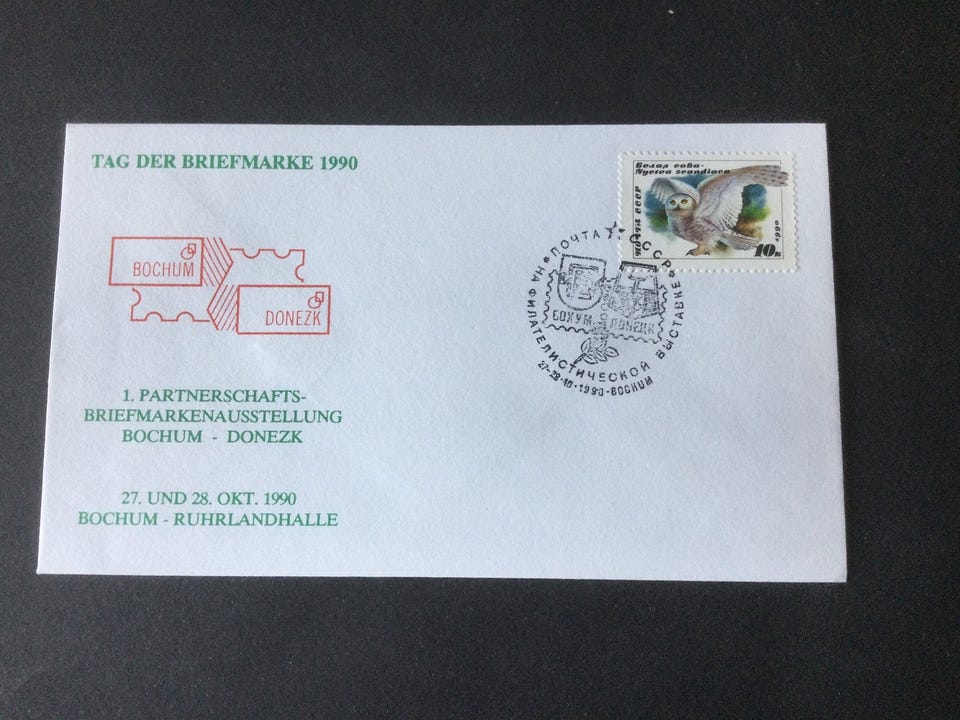 TAG DER BRIEFMARKE 1990
Белая сова-
Nyctea scandiaca
Почта СССР
1990
10к
BOCHUM
DONEZK
ПОЧТА СССР
НА ФИЛАТЕЛИСТИЧЕСКОЙ ВЫСТАВКЕ
БОХУМ ДОНЕЦК
27-28·10·1990-BOCHUM
1. PARTNERSCHAFTS-
BRIEFMARKENAUSSTELLUNG
BOCHUM - DONEZK
27. UND 28. OKT. 1990
BOCHUM - RUHRLANDHALLE